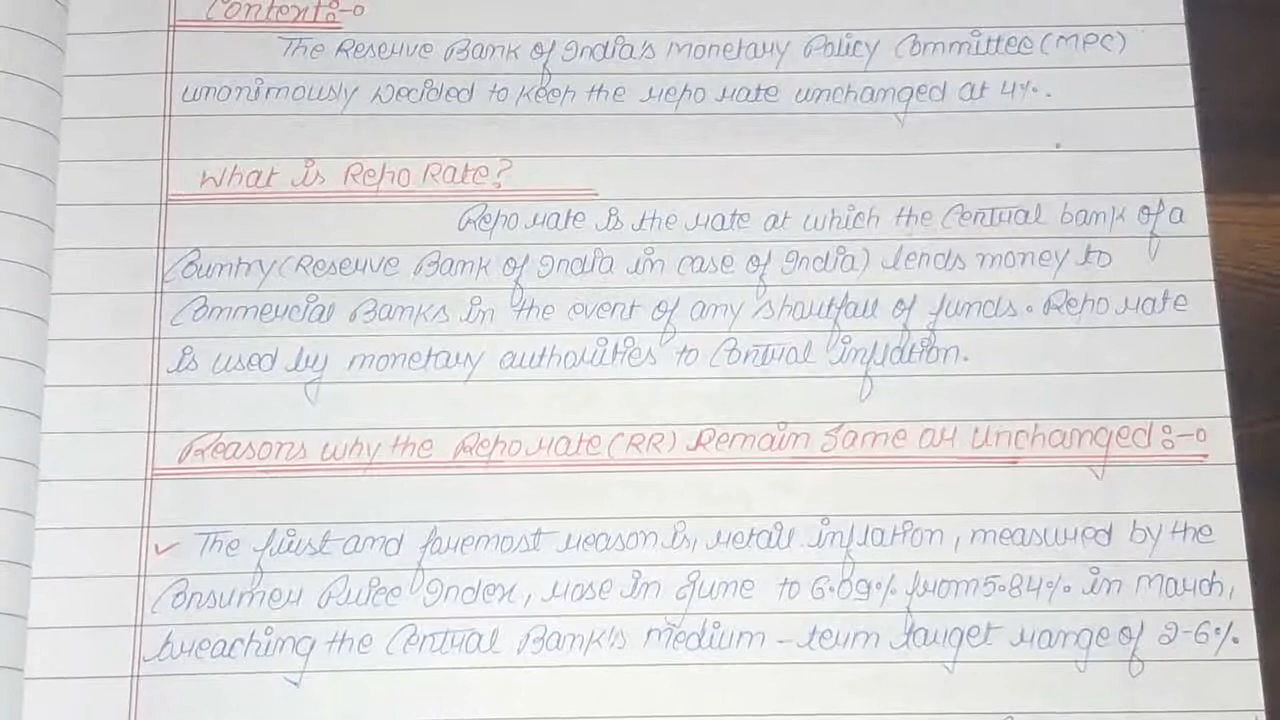 Content:-
The Reserve Bank of India's monetary Policy Committee (MPC)
unonimously Decided to keep the repo rate unchanged at 4%.
What is Repo Rate?
Repo rate is the rate at which the Central bank of a
Country (Reserve Bank of India in case of India) lends money to
Commercial Banks in the event of any shortfall of funds. Repo rate
is used by monetary authorities to Control inflation.
Reasons why the Repo rate (RR) Remain Same or Unchanged:-
✓ The first and foremost reason is, retail inflation, measured by the
Consumer Price Index, rose in June to 6.09% from 5.84% in March,
breaching the Central Bank's medium-term target range of 2-6%